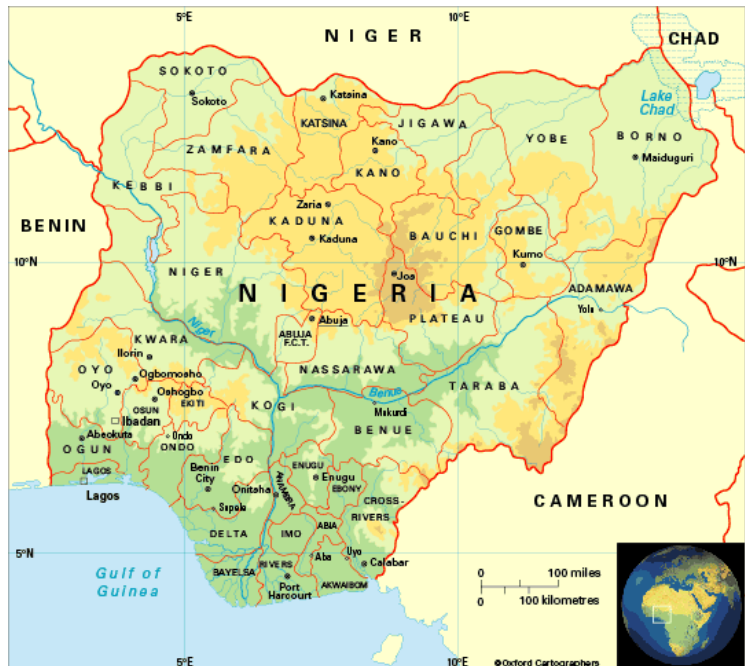 5°E
10°E
NIGER
CHAD
SOKOTO
Sokoto
Katsina
KATSINA
JIGAWA
Lake
Chad
YOBE
BORNO
Kano
ZAMFARA
KANO
Maiduguri
KEBBI
Zaria
KADUNA
BENIN
Kaduna
BAUCHI
GOMBE
Kumo
10°N
10°N
NIGER
Jos
ADAMAWA
NIGERIA
Yola
Abuja
PLATEAU
Niger
ABUJA
F.C.T.
KWARA
Ilorin
NASSARAWA
OYO
Ogbomosho
Benue
TARABA
Oyo
Oshogbo
EKITI
KOGI
Makurdi
OSUN
Ibadan
BENUE
Abeokuta
Ondo
OGUN
ONDO
EDO
LAGOS
Benin
City
ENUGU
Enugu
Lagos
Onitsha
ANAMBRA
EBONY
CROSS-
RIVERS
CAMEROON
Sapele
DELTA
IMO
ABIA
5°N
5°N
Aba
Uyo
Gulf of
Guinea
BAYELSA
RIVERS
Calabar
Port
Harcourt
AKWAIBOM
0
100 miles
0
100 kilometres
5°E
10°E
©Oxford Cartographers